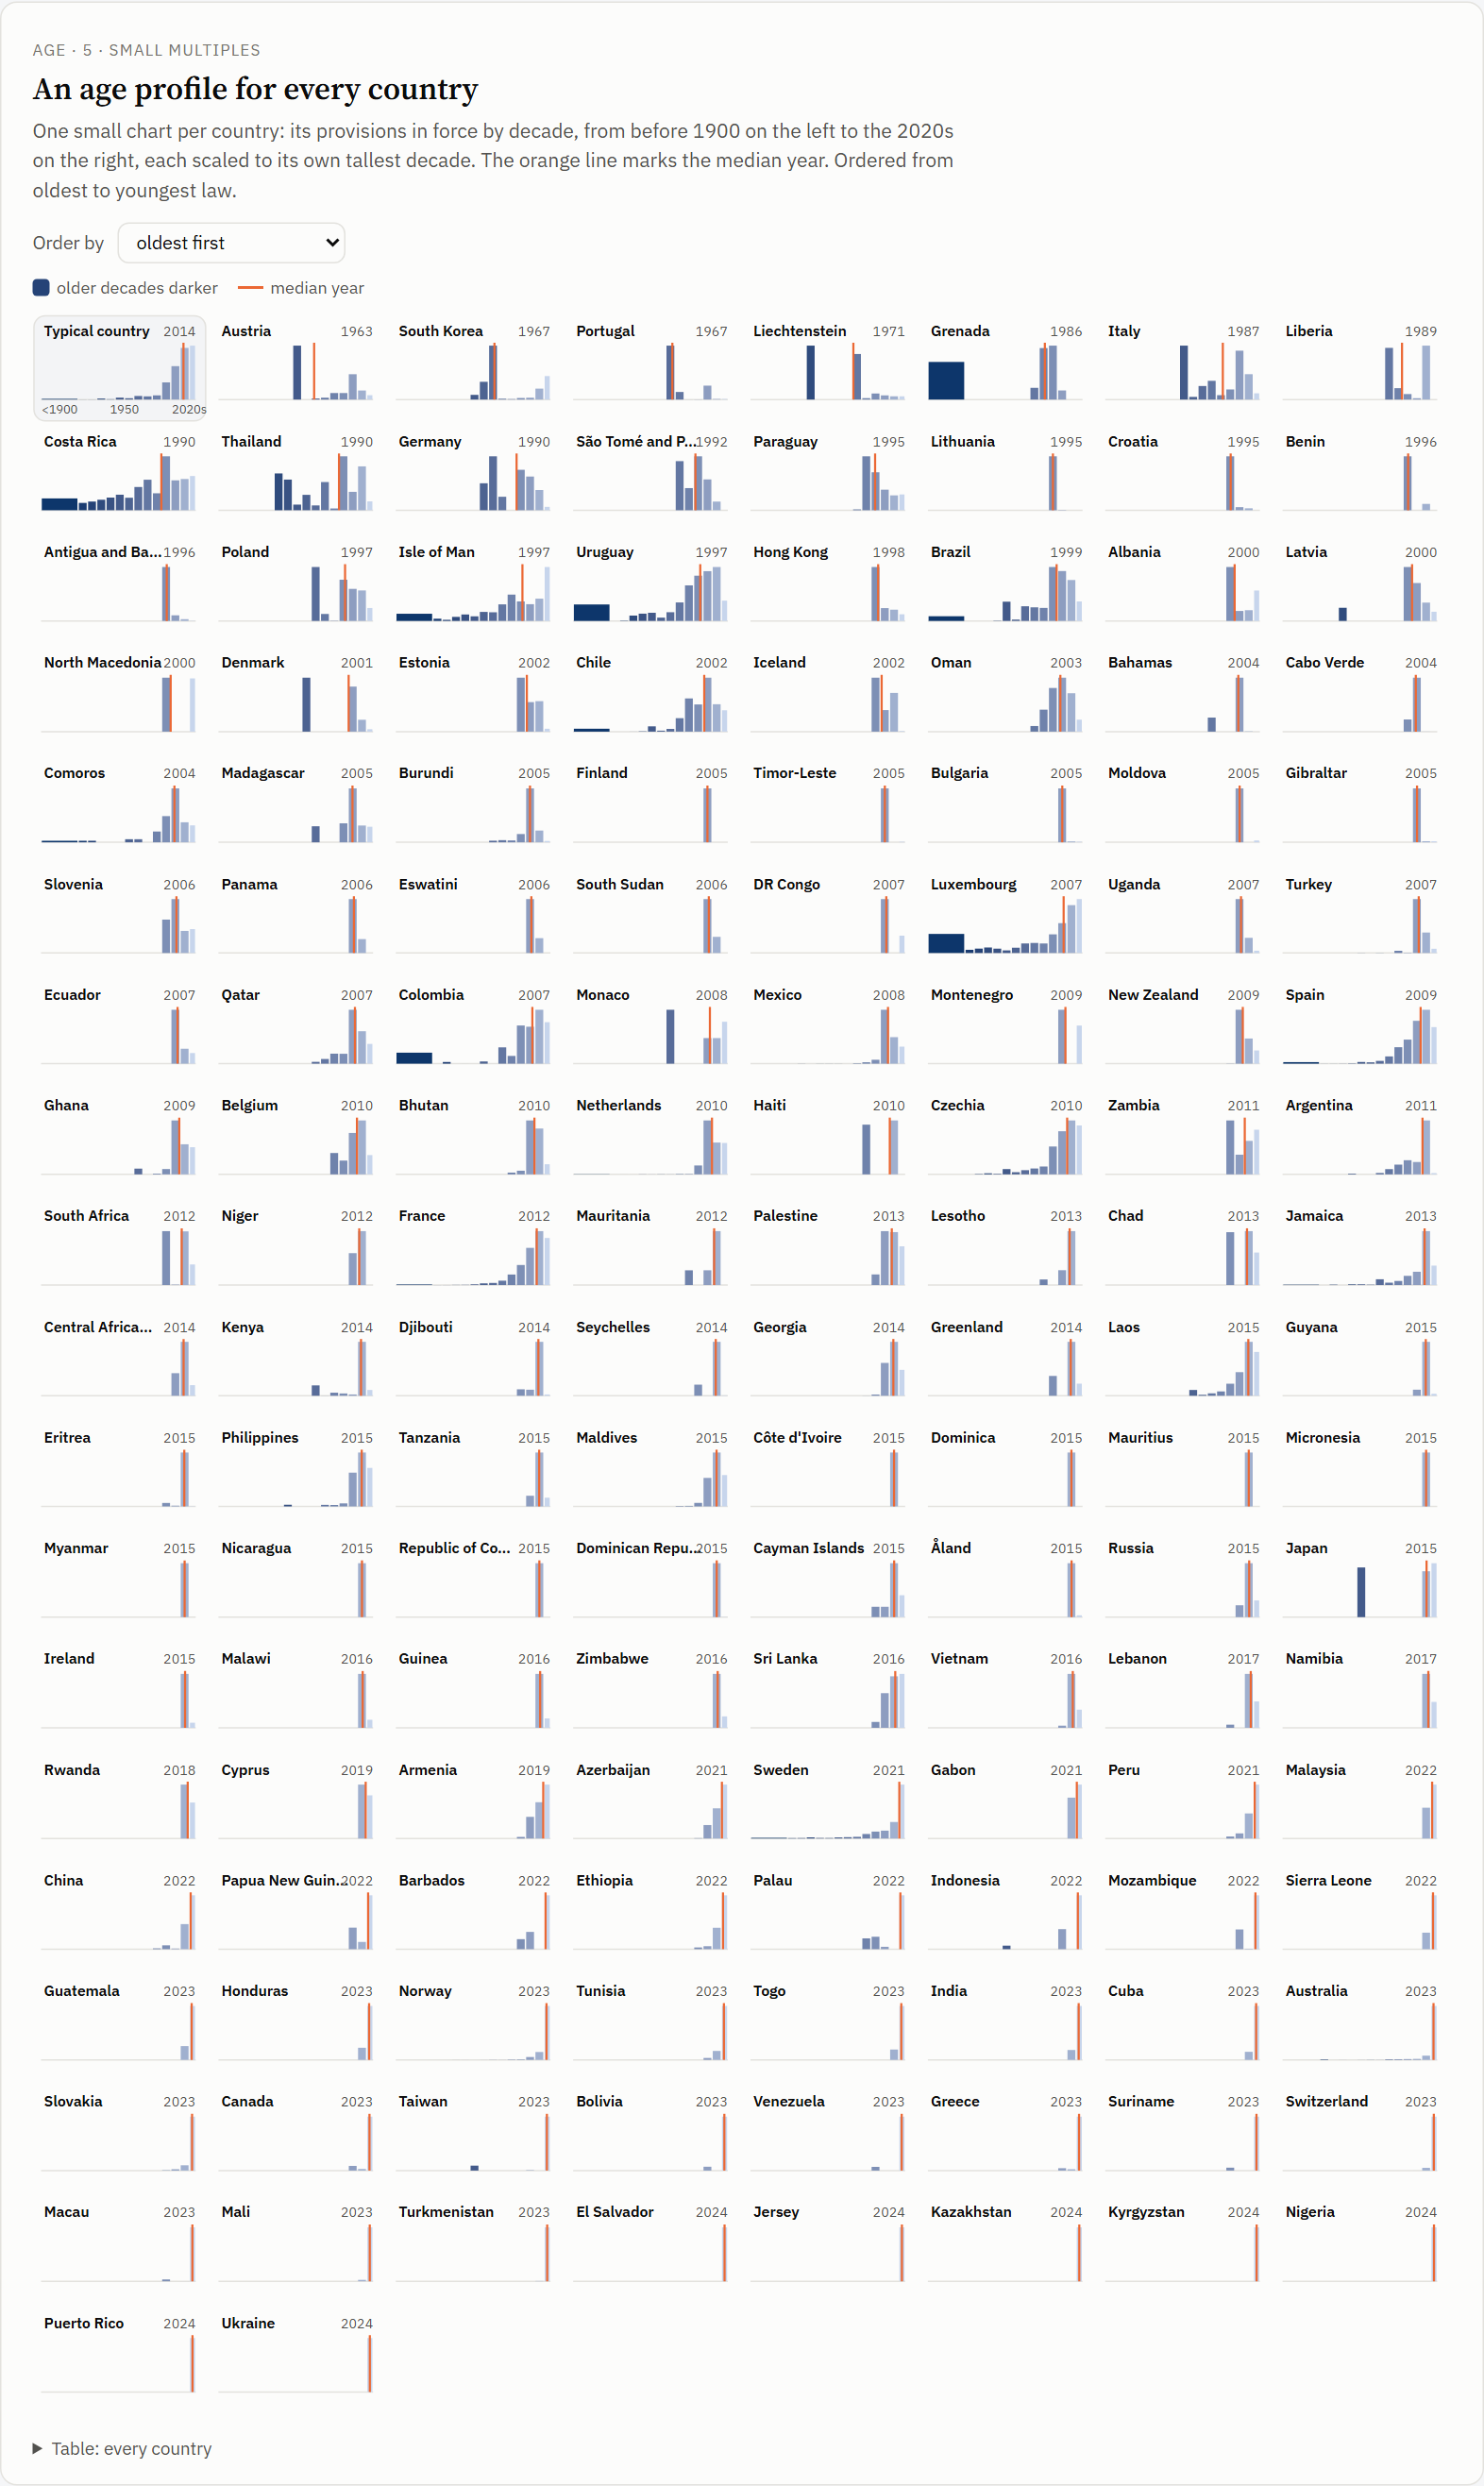 AGE · 5 · SMALL MULTIPLES
An age profile for every country
One small chart per country: its provisions in force by decade, from before 1900 on the left to the 2020s
on the right, each scaled to its own tallest decade. The orange line marks the median year. Ordered from
oldest to youngest law.
Order by oldest first
older decades darker median year
Typical country 2014 Austria 1963 South Korea 1967 Portugal 1967 Liechtenstein 1971 Grenada 1986 Italy 1987 Liberia 1989
<1900 1950 2020s
Costa Rica 1990 Thailand 1990 Germany 1990 São Tomé and P... 1992 Paraguay 1995 Lithuania 1995 Croatia 1995 Benin 1996
Antigua and Ba... 1996 Poland 1997 Isle of Man 1997 Uruguay 1997 Hong Kong 1998 Brazil 1999 Albania 2000 Latvia 2000
North Macedonia 2000 Denmark 2001 Estonia 2002 Chile 2002 Iceland 2002 Oman 2003 Bahamas 2004 Cabo Verde 2004
Comoros 2004 Madagascar 2005 Burundi 2005 Finland 2005 Timor-Leste 2005 Bulgaria 2005 Moldova 2005 Gibraltar 2005
Slovenia 2006 Panama 2006 Eswatini 2006 South Sudan 2006 DR Congo 2007 Luxembourg 2007 Uganda 2007 Turkey 2007
Ecuador 2007 Qatar 2007 Colombia 2007 Monaco 2008 Mexico 2008 Montenegro 2009 New Zealand 2009 Spain 2009
Ghana 2009 Belgium 2010 Bhutan 2010 Netherlands 2010 Haiti 2010 Czechia 2010 Zambia 2011 Argentina 2011
South Africa 2012 Niger 2012 France 2012 Mauritania 2012 Palestine 2013 Lesotho 2013 Chad 2013 Jamaica 2013
Central Africa... 2014 Kenya 2014 Djibouti 2014 Seychelles 2014 Georgia 2014 Greenland 2014 Laos 2015 Guyana 2015
Eritrea 2015 Philippines 2015 Tanzania 2015 Maldives 2015 Côte d'Ivoire 2015 Dominica 2015 Mauritius 2015 Micronesia 2015
Myanmar 2015 Nicaragua 2015 Republic of Co... 2015 Dominican Repu... 2015 Cayman Islands 2015 Åland 2015 Russia 2015 Japan 2015
Ireland 2015 Malawi 2016 Guinea 2016 Zimbabwe 2016 Sri Lanka 2016 Vietnam 2016 Lebanon 2017 Namibia 2017
Rwanda 2018 Cyprus 2019 Armenia 2019 Azerbaijan 2021 Sweden 2021 Gabon 2021 Peru 2021 Malaysia 2022
China 2022 Papua New Guin... 2022 Barbados 2022 Ethiopia 2022 Palau 2022 Indonesia 2022 Mozambique 2022 Sierra Leone 2022
Guatemala 2023 Honduras 2023 Norway 2023 Tunisia 2023 Togo 2023 India 2023 Cuba 2023 Australia 2023
Slovakia 2023 Canada 2023 Taiwan 2023 Bolivia 2023 Venezuela 2023 Greece 2023 Suriname 2023 Switzerland 2023
Macau 2023 Mali 2023 Turkmenistan 2023 El Salvador 2024 Jersey 2024 Kazakhstan 2024 Kyrgyzstan 2024 Nigeria 2024
Puerto Rico 2024 Ukraine 2024
Table: every country